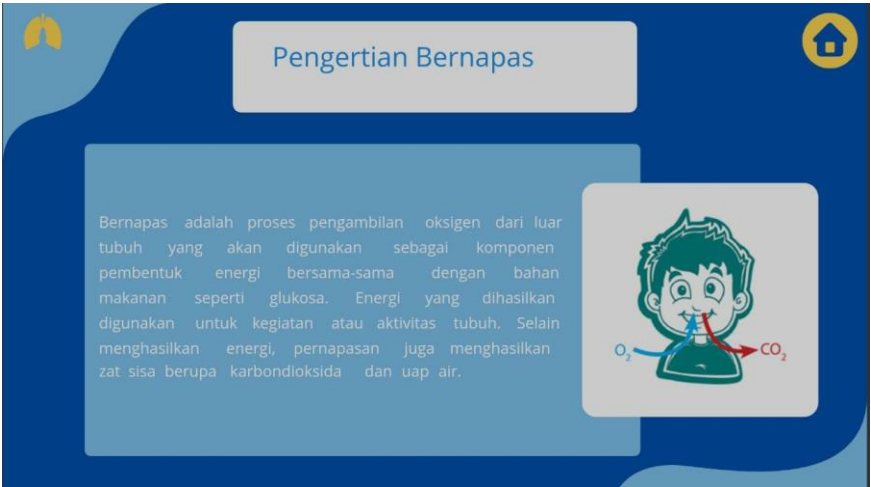 Pengertian Bernapas
Bernapas adalah proses pengambilan oksigen dari luar
tubuh yang akan digunakan sebagai komponen
pembentuk energi bersama-sama dengan bahan
makanan seperti glukosa. Energi yang dihasilkan
digunakan untuk kegiatan atau aktivitas tubuh. Selain
menghasilkan energi, pernapasan juga menghasilkan
zat sisa berupa karbondioksida dan uap air.
O₂
CO₂